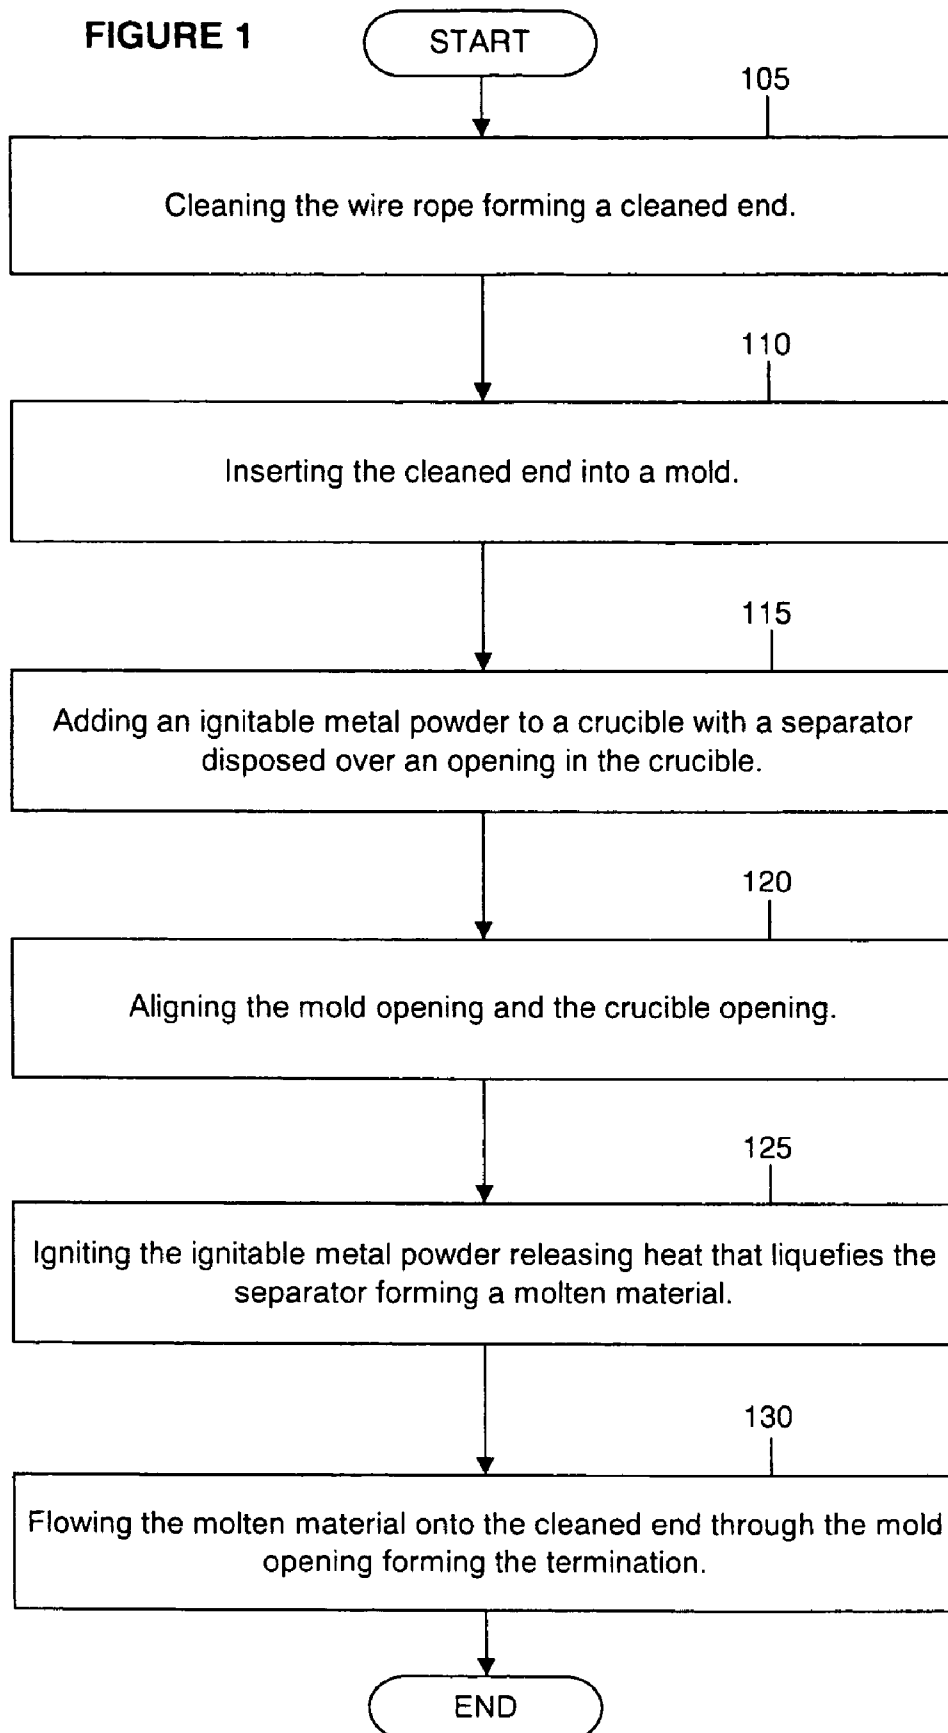 FIGURE 1
START
105
Cleaning the wire rope forming a cleaned end.
110
Inserting the cleaned end into a mold.
115
Adding an ignitable metal powder to a crucible with a separator
disposed over an opening in the crucible.
120
Aligning the mold opening and the crucible opening.
125
Igniting the ignitable metal powder releasing heat that liquefies the
separator forming a molten material.
130
Flowing the molten material onto the cleaned end through the mold
opening forming the termination.
END